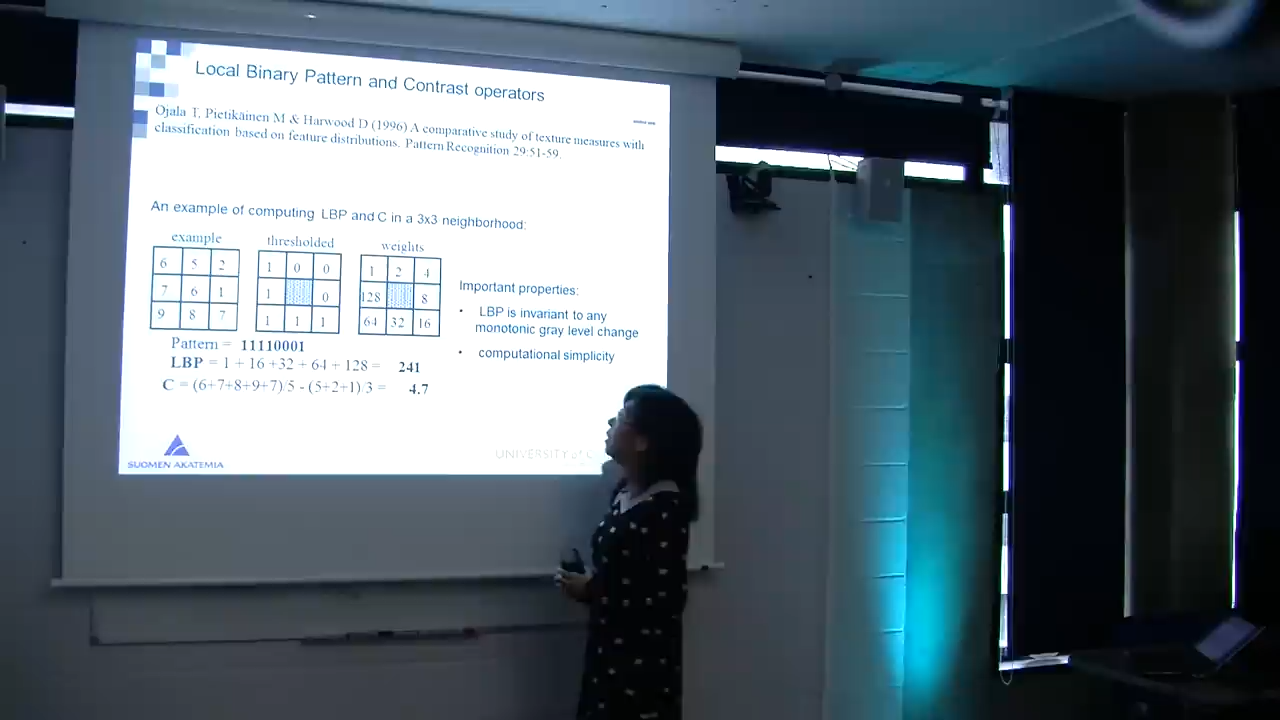 Local Binary Pattern and Contrast operators
Ojala T, Pietikäinen M & Harwood D (1996) A comparative study of texture measures with
classification based on feature distributions. Pattern Recognition 29:51-59.
An example of computing LBP and C in a 3x3 neighborhood:
example thresholded weights
6 5 2 1 0 0 1 2 4
7 6 1 1 0 128 8
9 8 7 1 1 1 64 32 16
Important properties:
• LBP is invariant to any
monotonic gray level change
• computational simplicity
Pattern = 11110001
LBP = 1 + 16 +32 + 64 + 128 = 241
C = (6+7+8+9+7)/5 - (5+2+1)/3 = 4.7
SUOMEN AKATEMIA
UNIVERSITY of